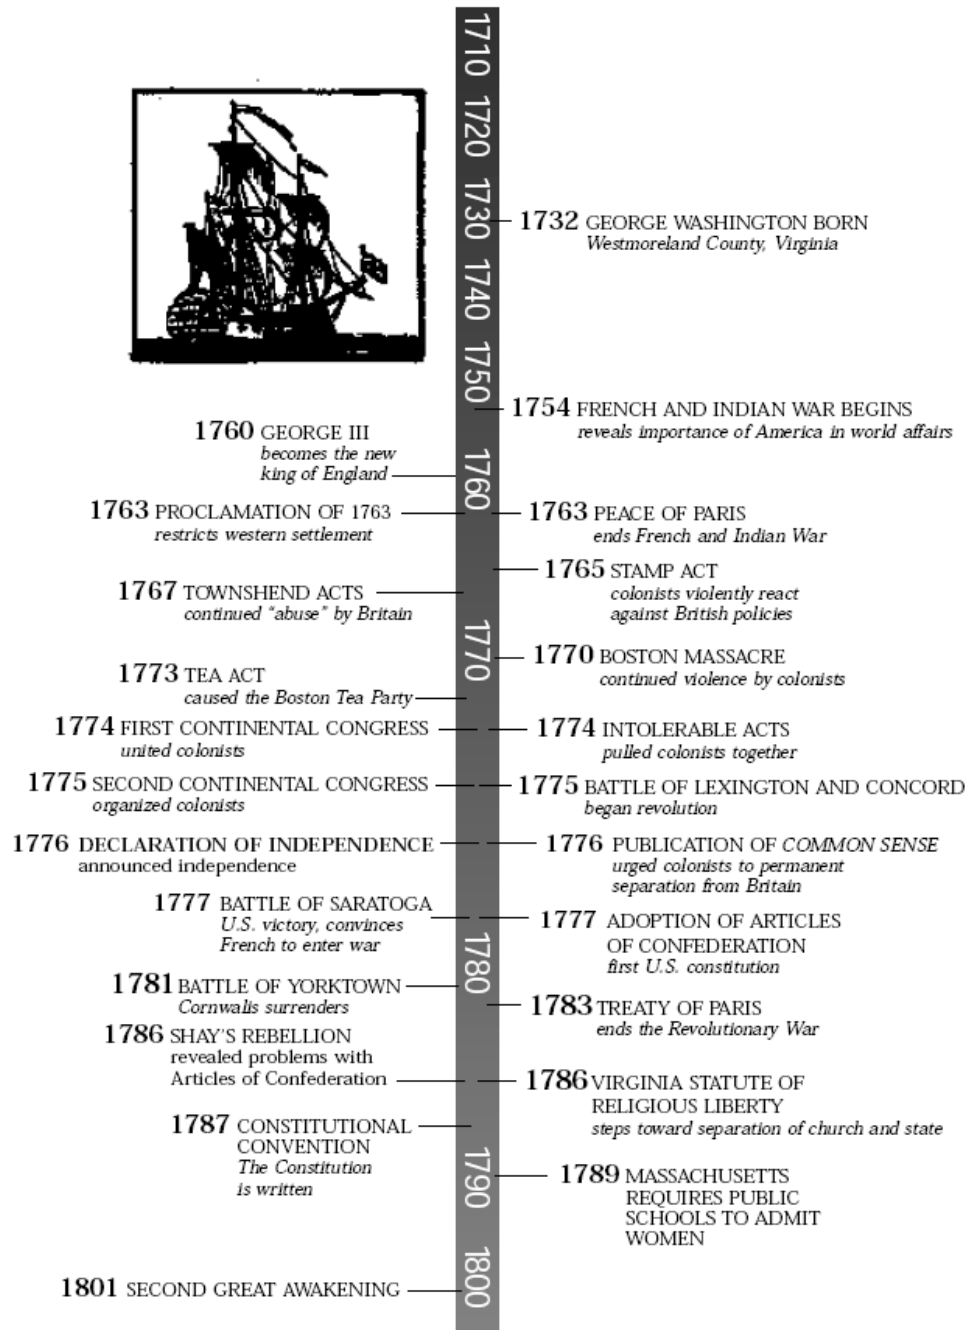 1710
1720
1730
1732 GEORGE WASHINGTON BORN
Westmoreland County, Virginia
1740
1750
1754 FRENCH AND INDIAN WAR BEGINS
reveals importance of America in world affairs
1760 GEORGE III
becomes the new
king of England
1760
1763 PROCLAMATION OF 1763
restricts western settlement
1763 PEACE OF PARIS
ends French and Indian War
1765 STAMP ACT
colonists violently react
against British policies
1767 TOWNSHEND ACTS
continued “abuse” by Britain
1770
1770 BOSTON MASSACRE
continued violence by colonists
1773 TEA ACT
caused the Boston Tea Party
1774 FIRST CONTINENTAL CONGRESS
united colonists
1774 INTOLERABLE ACTS
pulled colonists together
1775 SECOND CONTINENTAL CONGRESS
organized colonists
1775 BATTLE OF LEXINGTON AND CONCORD
began revolution
1776 DECLARATION OF INDEPENDENCE
announced independence
1776 PUBLICATION OF COMMON SENSE
urged colonists to permanent
separation from Britain
1777 BATTLE OF SARATOGA
U.S. victory, convinces
French to enter war
1777 ADOPTION OF ARTICLES
OF CONFEDERATION
first U.S. constitution
1780
1781 BATTLE OF YORKTOWN
Cornwalis surrenders
1783 TREATY OF PARIS
ends the Revolutionary War
1786 SHAY'S REBELLION
revealed problems with
Articles of Confederation
1786 VIRGINIA STATUTE OF
RELIGIOUS LIBERTY
steps toward separation of church and state
1787 CONSTITUTIONAL
CONVENTION
The Constitution
is written
1790
1789 MASSACHUSETTS
REQUIRES PUBLIC
SCHOOLS TO ADMIT
WOMEN
1800
1801 SECOND GREAT AWAKENING